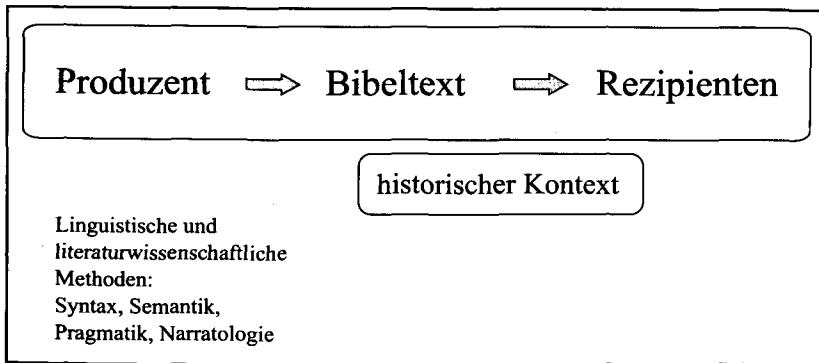 Produzent ⇨ Bibeltext ⇨ Rezipienten
historischer Kontext
Linguistische und
literaturwissenschaftliche
Methoden:
Syntax, Semantik,
Pragmatik, Narratologie